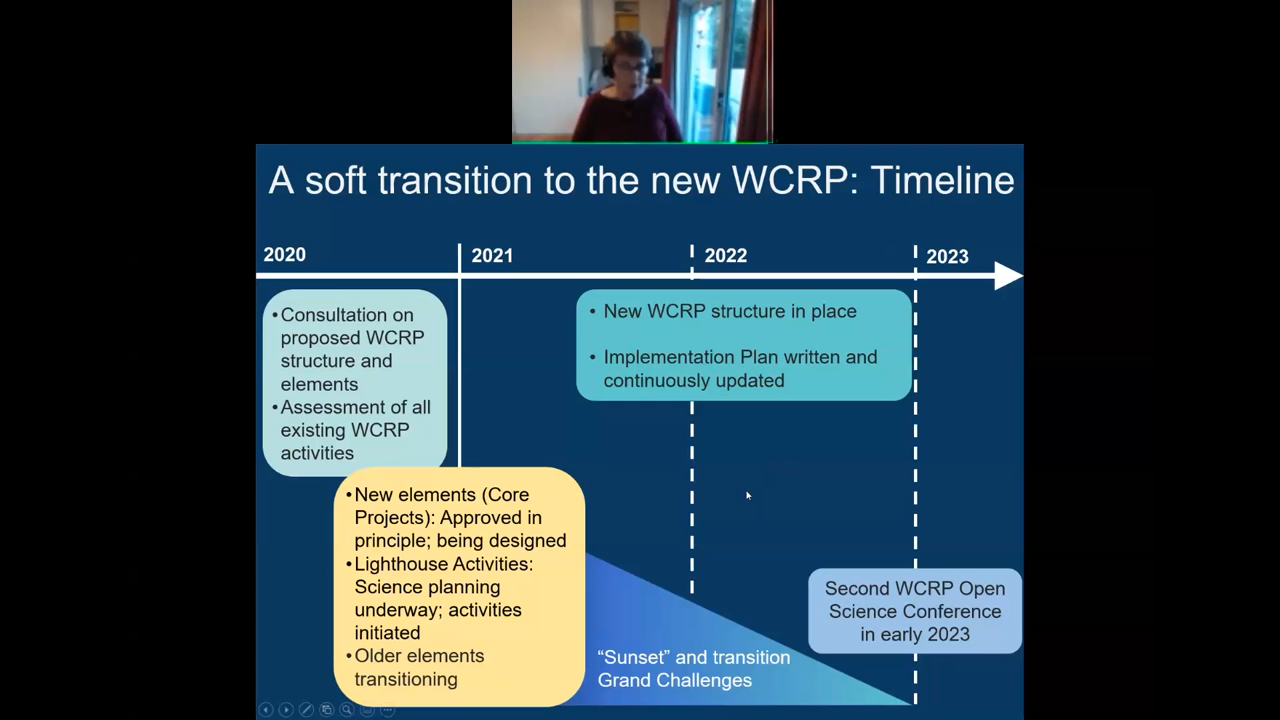 A soft transition to the new WCRP: Timeline
2020
2021
2022
2023
•Consultation on
proposed WCRP
structure and
elements
•Assessment of all
existing WCRP
activities
• New WCRP structure in place
• Implementation Plan written and
continuously updated
•New elements (Core
Projects): Approved in
principle; being designed
•Lighthouse Activities:
Science planning
underway; activities
initiated
•Older elements
transitioning
“Sunset” and transition
Grand Challenges
Second WCRP Open
Science Conference
in early 2023